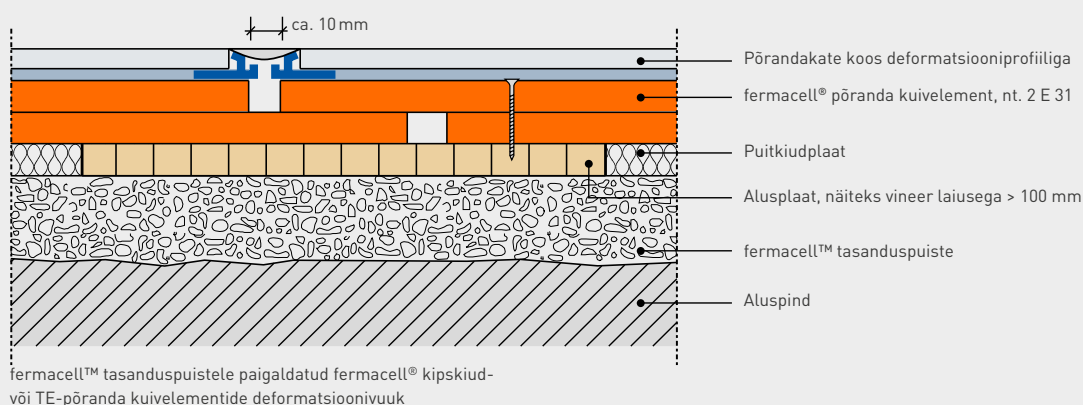 ca. 10 mm
Põrandakate koos deformatsiooniprofiiliga
fermacell® põranda kuivelement, nt. 2 E 31
Puitkiudplaat
Alusplaat, näiteks vineer laiusega > 100 mm
fermacell™ tasanduspuiste
Aluspind
fermacell™ tasanduspuistele paigaldatud fermacell® kipskiud-
või TE-põranda kuivelementide deformatsioonivuuk